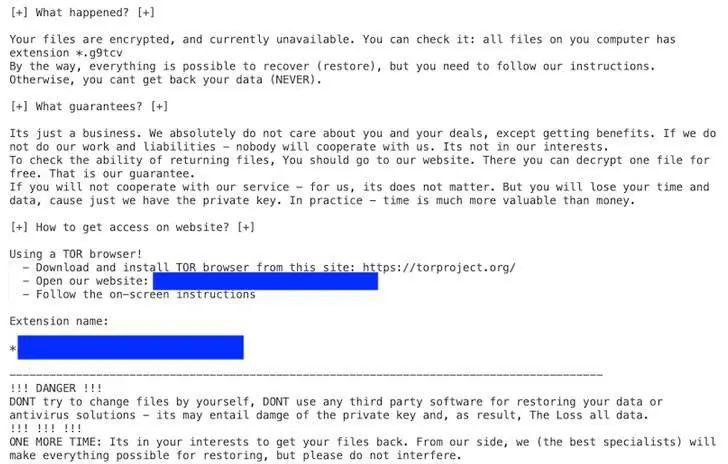 [+] What happened? [+]
Your files are encrypted, and currently unavailable. You can check it: all files on you computer has
extension *.g9tcv
By the way, everything is possible to recover (restore), but you need to follow our instructions.
Otherwise, you cant get back your data (NEVER).
[+] What guarantees? [+]
Its just a business. We absolutely do not care about you and your deals, except getting benefits. If we do
not do our work and liabilities - nobody will cooperate with us. Its not in our interests.
To check the ability of returning files, You should go to our website. There you can decrypt one file for
free. That is our guarantee.
If you will not cooperate with our service - for us, its does not matter. But you will lose your time and
data, cause just we have the private key. In practice - time is much more valuable than money.
[+] How to get access on website? [+]
Using a TOR browser!
- Download and install TOR browser from this site: https://torproject.org/
- Open our website:
- Follow the on-screen instructions
Extension name:
*
-----------------------------------------------------------------------------------------
!!! DANGER !!!
DONT try to change files by yourself, DONT use any third party software for restoring your data or
antivirus solutions - its may entail damge of the private key and, as result, The Loss all data.
!!! !!! !!!
ONE MORE TIME: Its in your interests to get your files back. From our side, we (the best specialists) will
make everything possible for restoring, but please do not interfere.